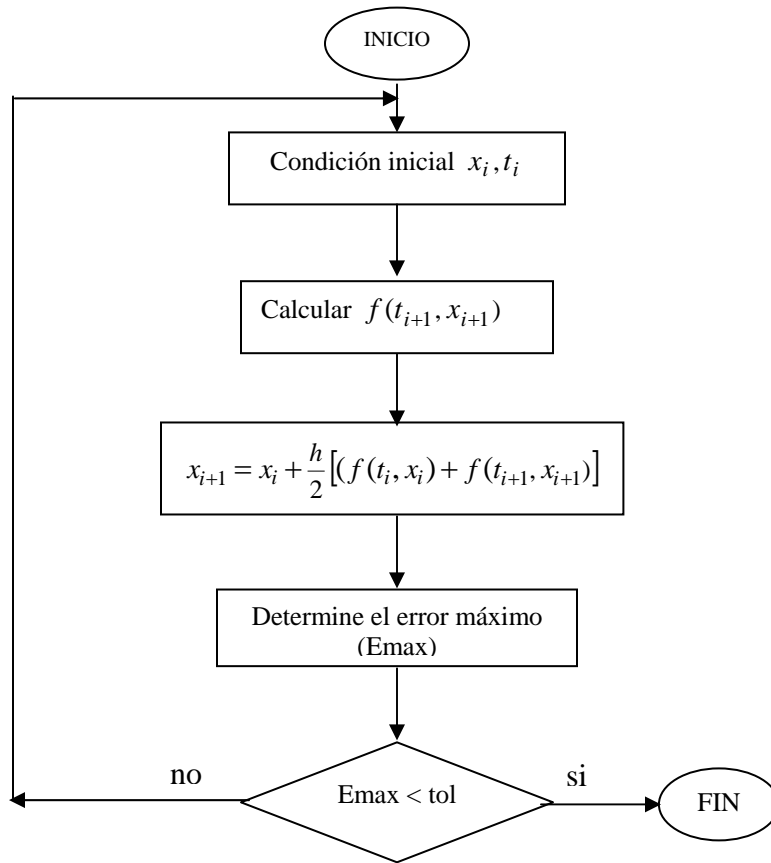 INICIO
Condición inicial x_i, t_i
Calcular f(t_{i+1}, x_{i+1})
x_{i+1} = x_i + \frac{h}{2}[(f(t_i, x_i) + f(t_{i+1}, x_{i+1})]
Determine el error máximo
(Emax)
no
Emax < tol
si
FIN